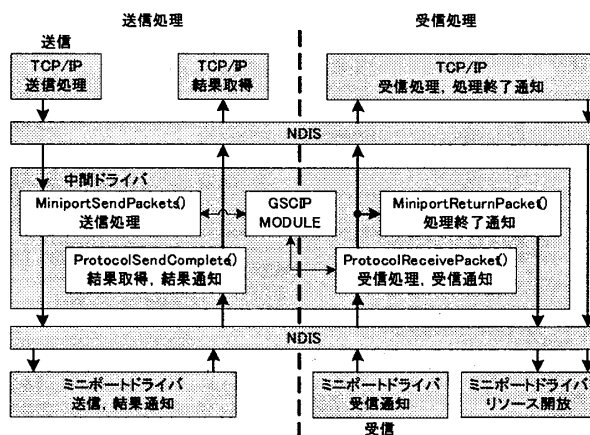 送信処理
受信処理
送信
TCP/IP
送信処理
TCP/IP
結果取得
TCP/IP
受信処理, 処理終了通知
NDIS
中間ドライバ
MiniportSendPackets()
送信処理
GSCIP
MODULE
MiniportReturnPacket()
処理終了通知
ProtocolSendComplete()
結果取得, 結果通知
ProtocolReceivePacket()
受信処理, 受信通知
NDIS
ミニポートドライバ
送信, 結果通知
ミニポートドライバ
受信通知
ミニポートドライバ
リソース開放
受信